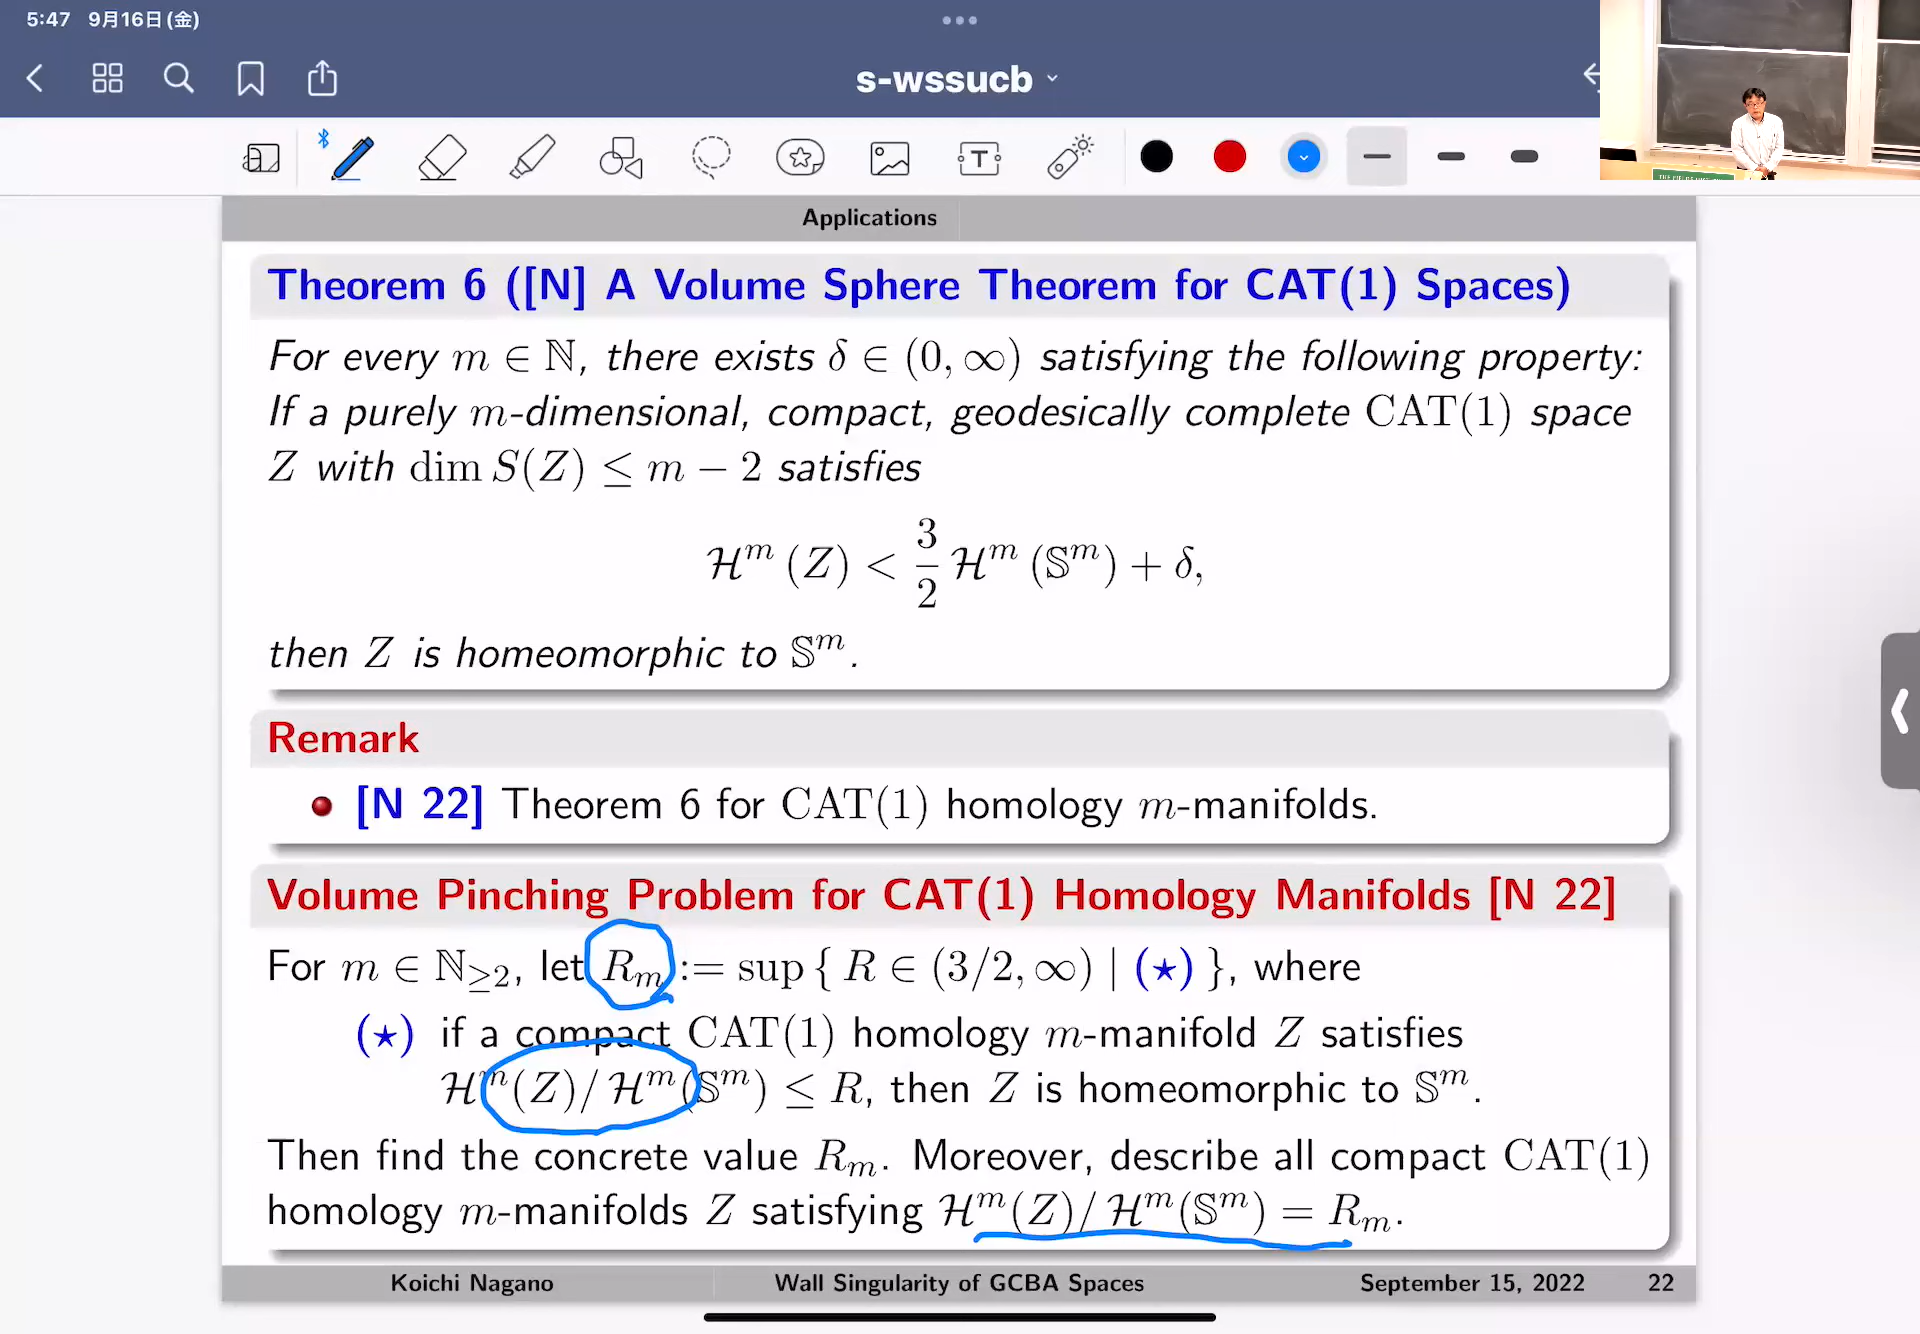 5:47 9月16日(金)
s-wssucb
Applications
Theorem 6 ([N] A Volume Sphere Theorem for CAT(1) Spaces)
For every m ∈ ℕ, there exists δ ∈ (0, ∞) satisfying the following property:
If a purely m-dimensional, compact, geodesically complete CAT(1) space
Z with dim S(Z) ≤ m − 2 satisfies
ℋ^m (Z) < 3/2 ℋ^m (𝕊^m) + δ,
then Z is homeomorphic to 𝕊^m.
Remark
[N 22] Theorem 6 for CAT(1) homology m-manifolds.
Volume Pinching Problem for CAT(1) Homology Manifolds [N 22]
For m ∈ ℕ_{≥2}, let R_m := sup { R ∈ (3/2, ∞) | (⋆) }, where
(⋆) if a compact CAT(1) homology m-manifold Z satisfies
ℋ^m(Z)/ ℋ^m(𝕊^m) ≤ R, then Z is homeomorphic to 𝕊^m.
Then find the concrete value R_m. Moreover, describe all compact CAT(1)
homology m-manifolds Z satisfying ℋ^m(Z)/ ℋ^m(𝕊^m) = R_m.
Koichi Nagano Wall Singularity of GCBA Spaces September 15, 2022 22